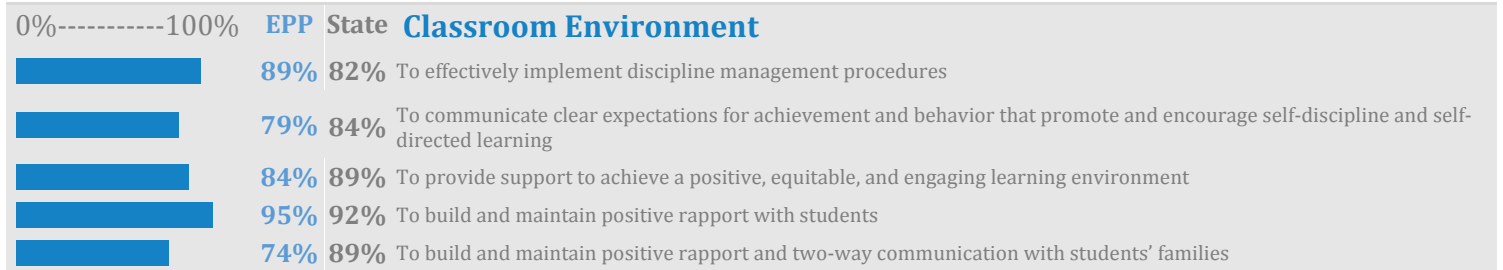 0%-----------100% EPP State Classroom Environment
89% 82% To effectively implement discipline management procedures
79% 84% To communicate clear expectations for achievement and behavior that promote and encourage self-discipline and self-
directed learning
84% 89% To provide support to achieve a positive, equitable, and engaging learning environment
95% 92% To build and maintain positive rapport with students
74% 89% To build and maintain positive rapport and two-way communication with students’ families